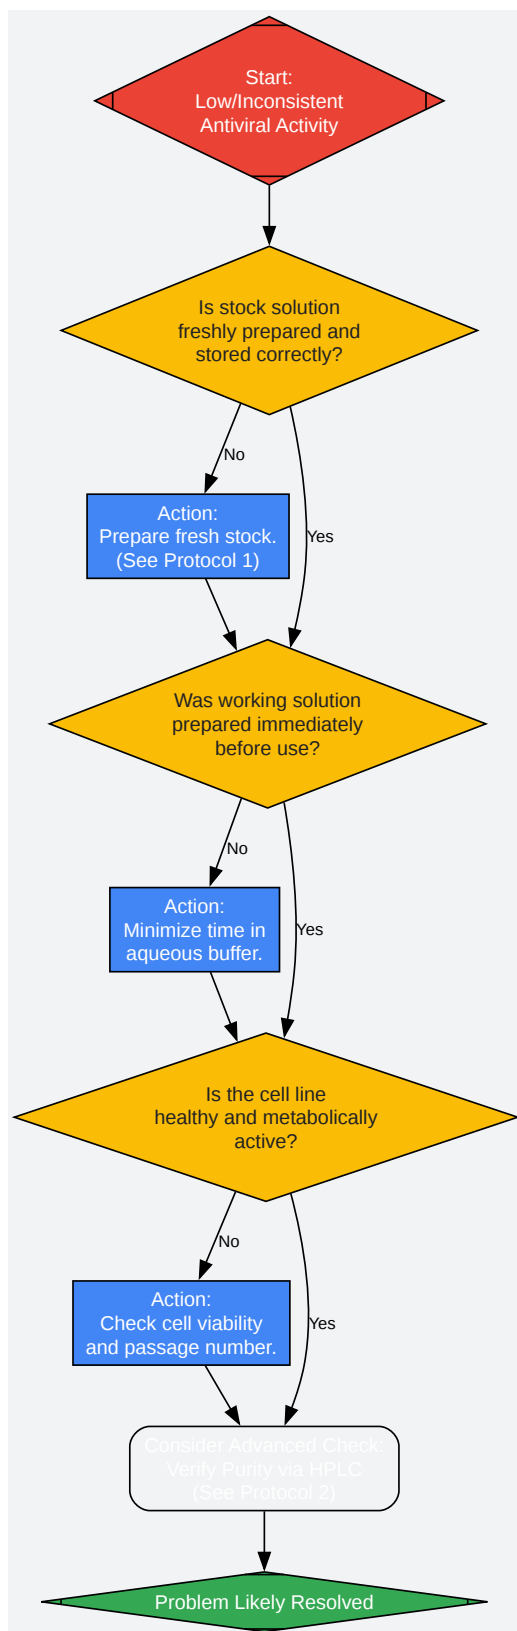 Start:
Low/Inconsistent
Antiviral Activity
Is stock solution
freshly prepared and
stored correctly?
No
Action:
Prepare fresh stock.
(See Protocol 1)
Yes
Was working solution
prepared immediately
before use?
No
Action:
Minimize time in
aqueous buffer.
Yes
Is the cell line
healthy and metabolically
active?
No
Action:
Check cell viability
and passage number.
Yes
Consider Advanced Check:
Verify Purity via HPLC
(See Protocol 2)
Problem Likely Resolved